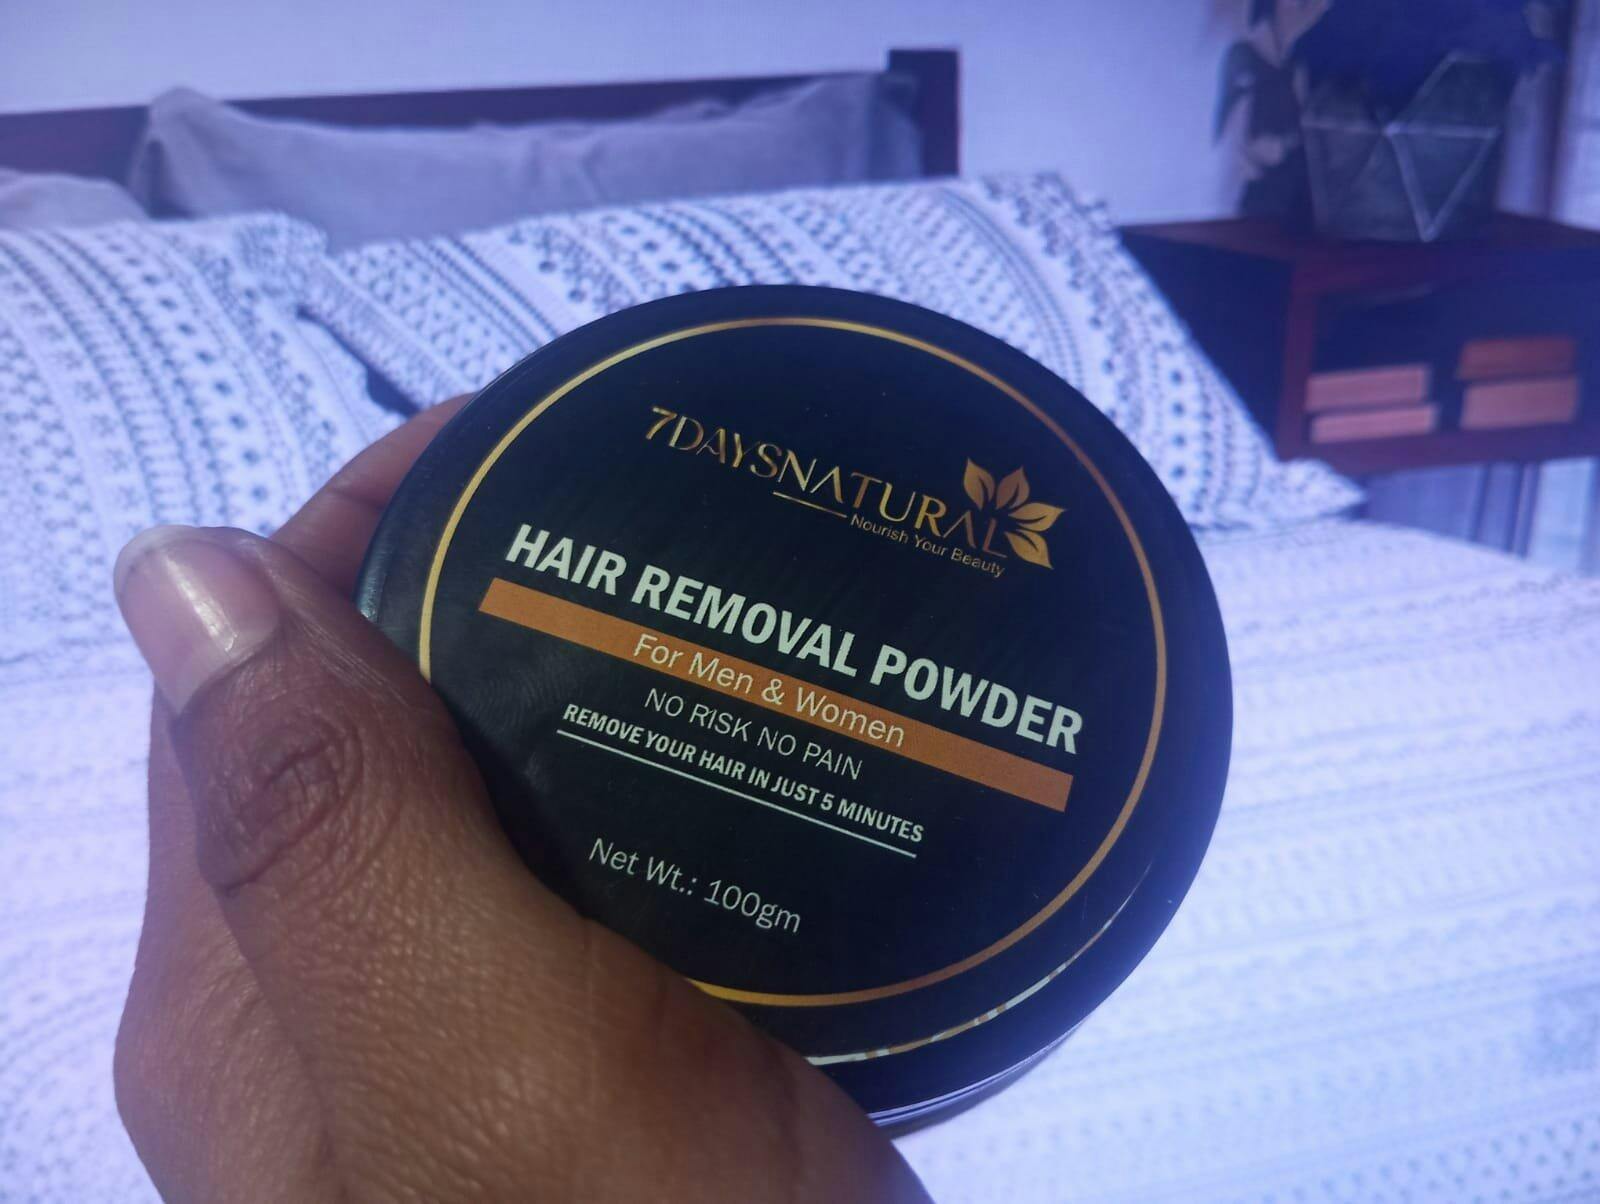 7DAYSNATURAL
Nourish Your Beauty
HAIR REMOVAL POWDER
For Men & Women
NO RISK NO PAIN
REMOVE YOUR HAIR IN JUST 5 MINUTES
Net Wt.: 100gm